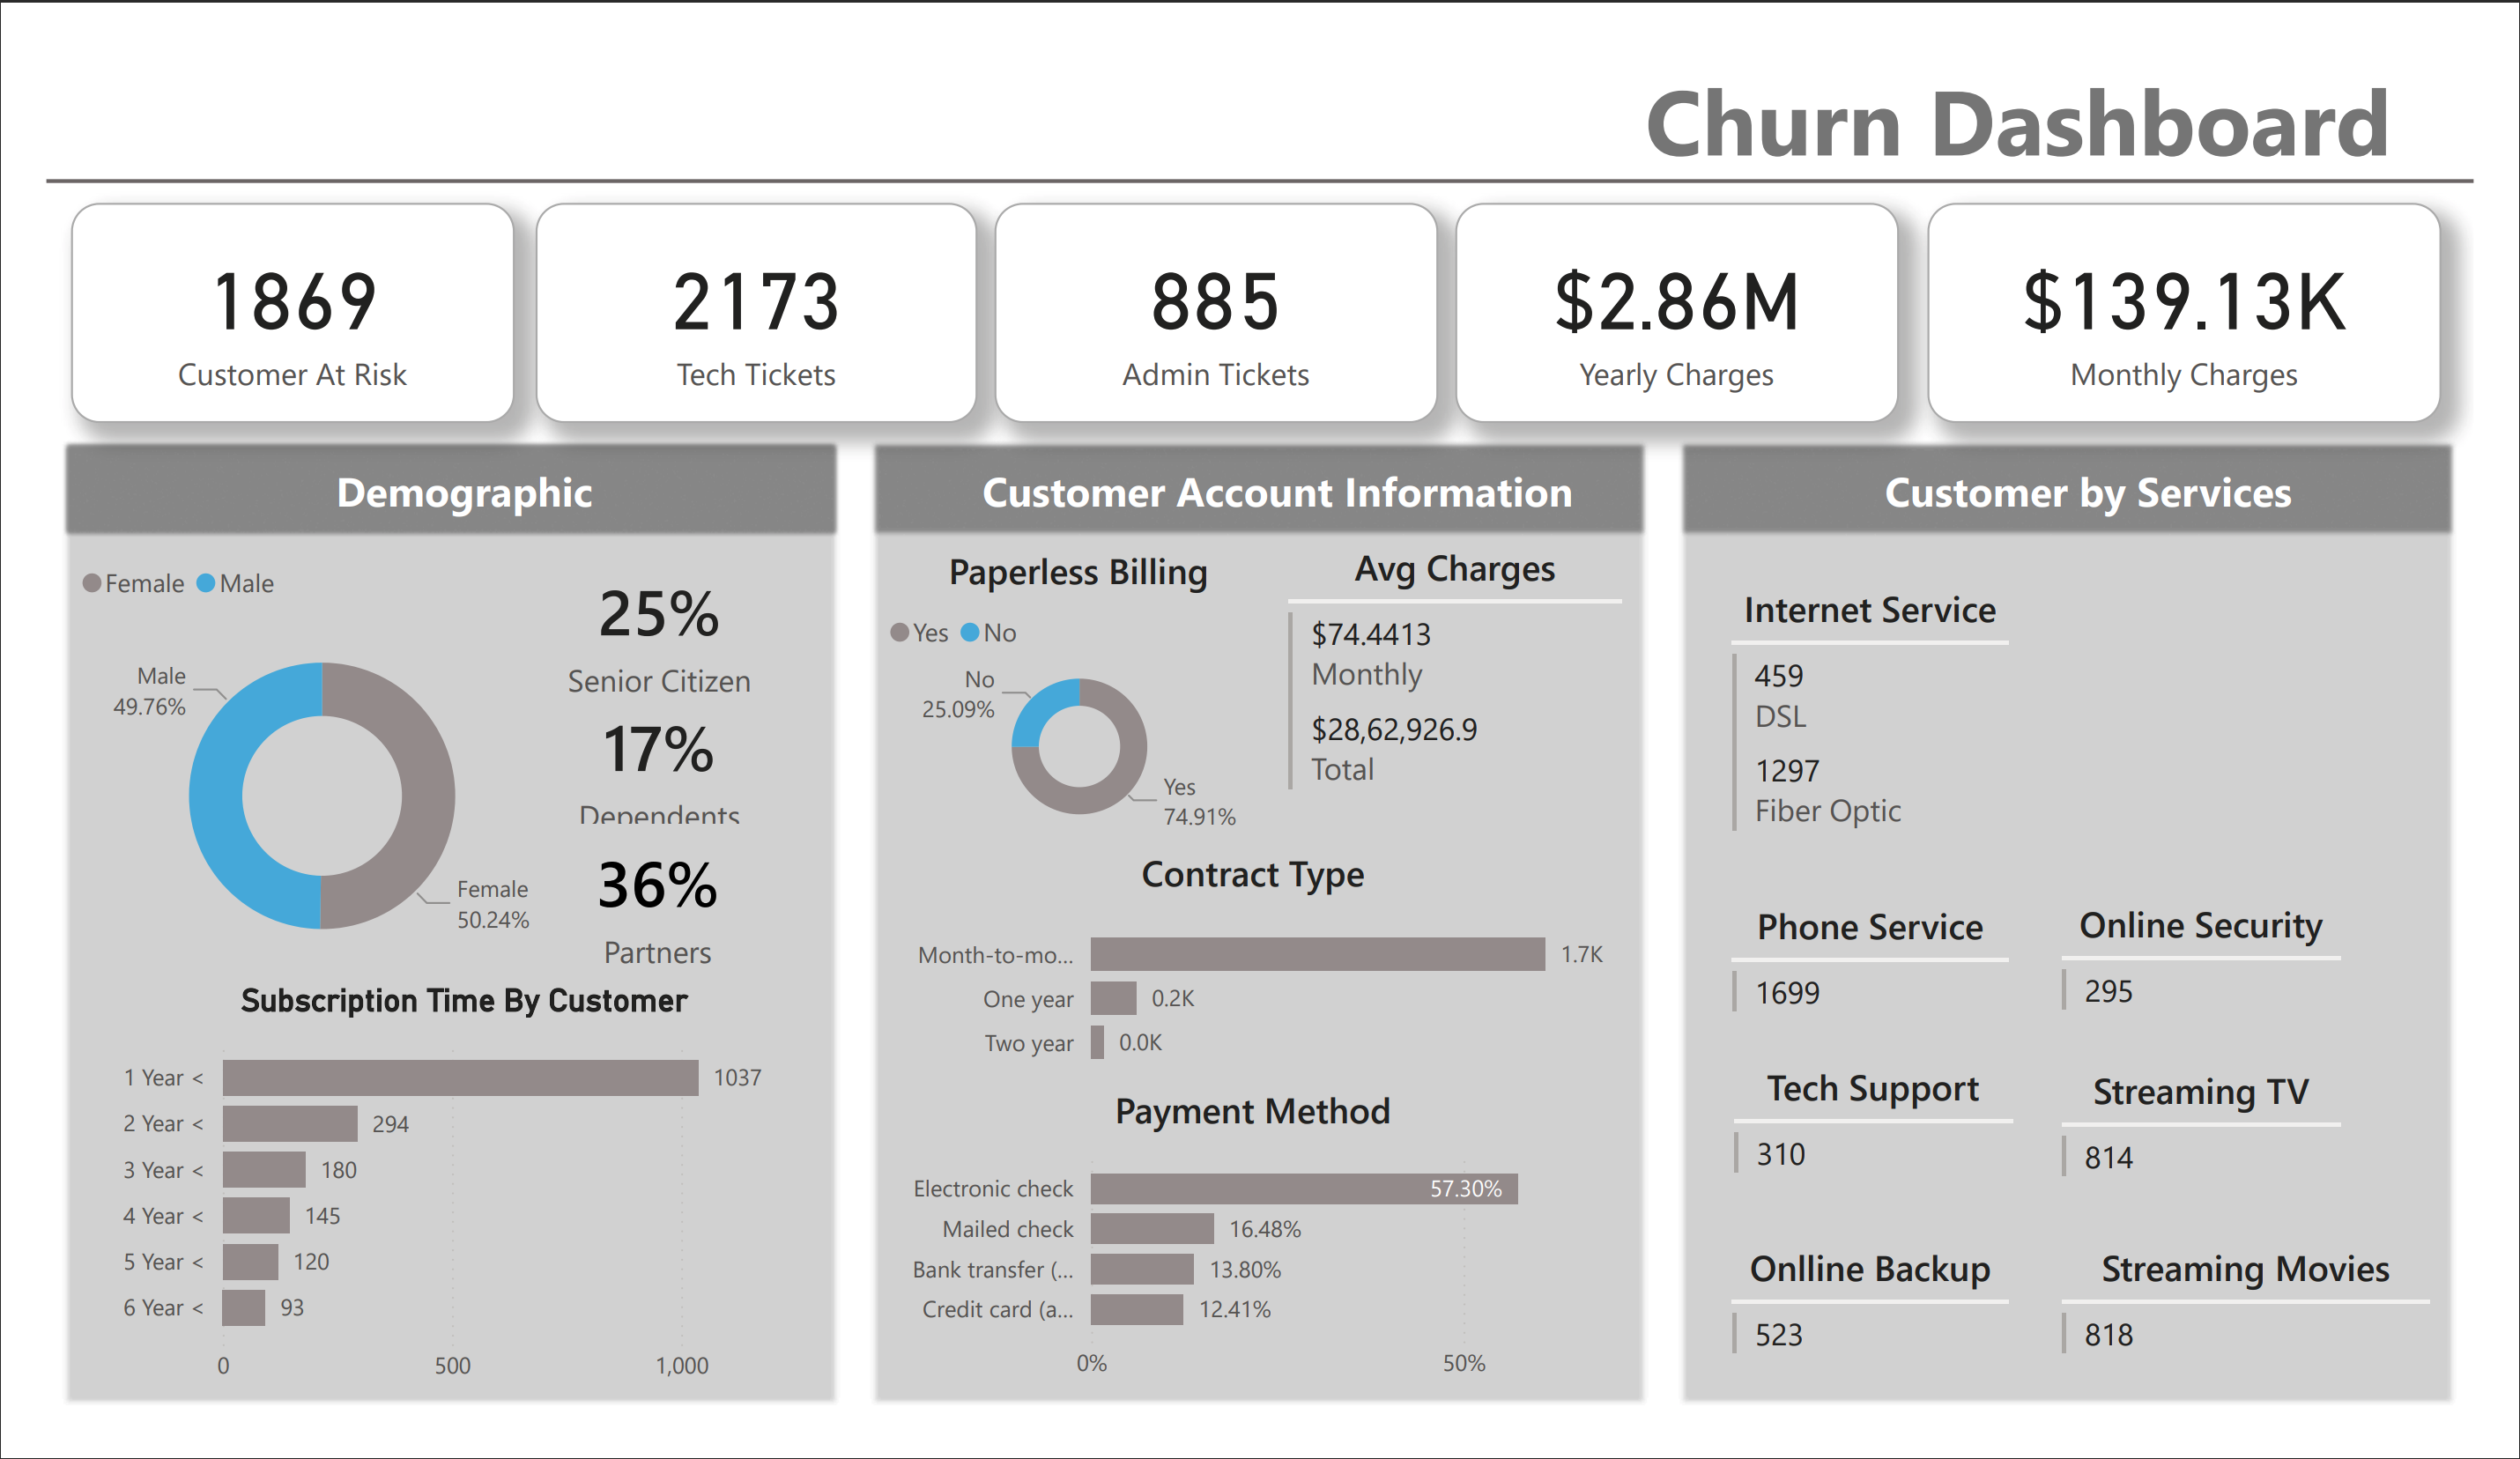 Churn Dashboard
1869
Customer At Risk
2173
Tech Tickets
885
Admin Tickets
$2.86M
Yearly Charges
$139.13K
Monthly Charges
Demographic
Female Male
Male
49.76%
Female
50.24%
25%
Senior Citizen
17%
Dependents
36%
Partners
Subscription Time By Customer
1 Year < 1037
2 Year < 294
3 Year < 180
4 Year < 145
5 Year < 120
6 Year < 93
0 500 1,000
Customer Account Information
Paperless Billing
Yes No
No
25.09%
Yes
74.91%
Avg Charges
$74.4413
Monthly
$28,62,926.9
Total
Contract Type
Month-to-mo... 1.7K
One year 0.2K
Two year 0.0K
Payment Method
Electronic check 57.30%
Mailed check 16.48%
Bank transfer (... 13.80%
Credit card (a... 12.41%
0% 50%
Customer by Services
Internet Service
459
DSL
1297
Fiber Optic
Phone Service
1699
Online Security
295
Tech Support
310
Streaming TV
814
Onlline Backup
523
Streaming Movies
818